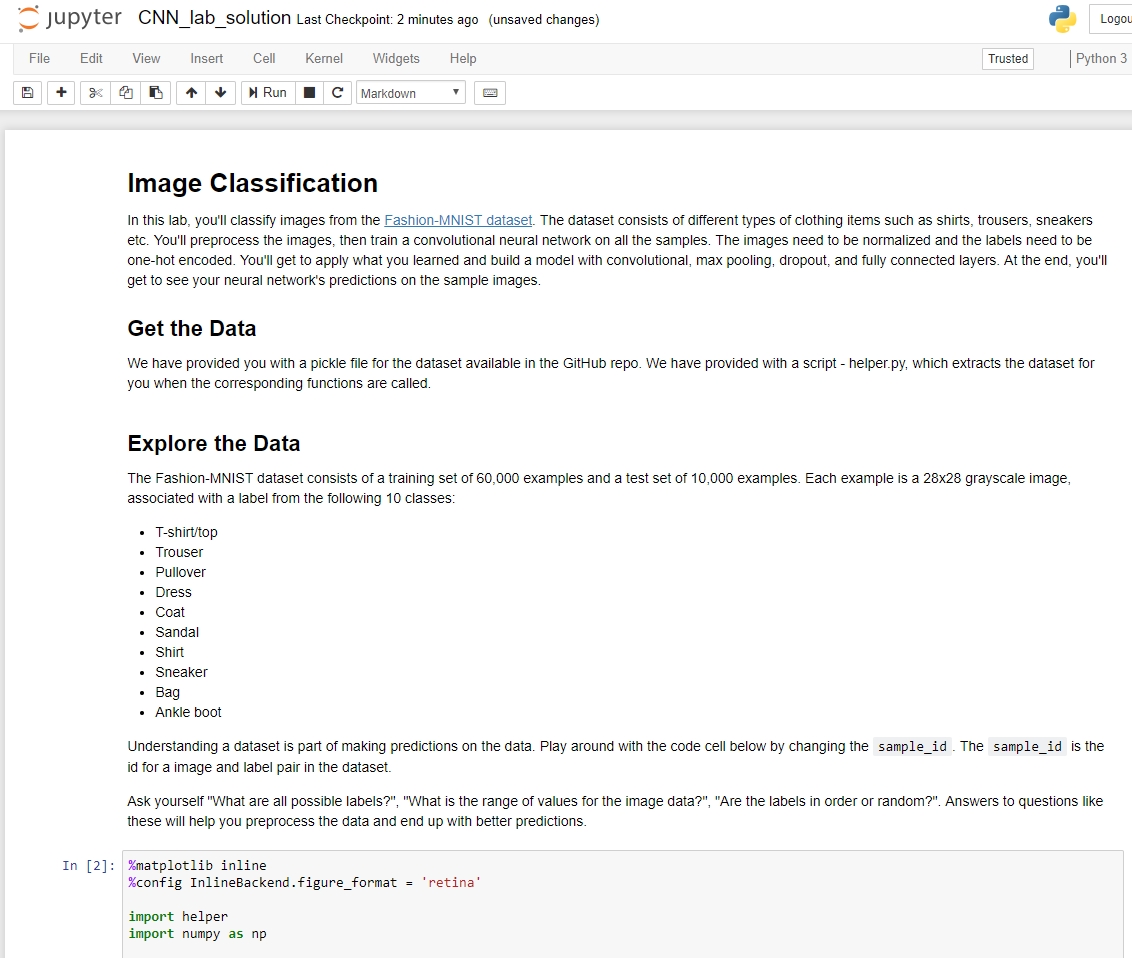 jupyter CNN_lab_solution Last Checkpoint: 2 minutes ago (unsaved changes)
Logou
File Edit View Insert Cell Kernel Widgets Help
Trusted
Python 3
Run
Markdown
Image Classification
In this lab, you'll classify images from the Fashion-MNIST dataset. The dataset consists of different types of clothing items such as shirts, trousers, sneakers
etc. You'll preprocess the images, then train a convolutional neural network on all the samples. The images need to be normalized and the labels need to be
one-hot encoded. You'll get to apply what you learned and build a model with convolutional, max pooling, dropout, and fully connected layers. At the end, you'll
get to see your neural network's predictions on the sample images.
Get the Data
We have provided you with a pickle file for the dataset available in the GitHub repo. We have provided with a script - helper.py, which extracts the dataset for
you when the corresponding functions are called.
Explore the Data
The Fashion-MNIST dataset consists of a training set of 60,000 examples and a test set of 10,000 examples. Each example is a 28x28 grayscale image,
associated with a label from the following 10 classes:
• T-shirt/top
• Trouser
• Pullover
• Dress
• Coat
• Sandal
• Shirt
• Sneaker
• Bag
• Ankle boot
Understanding a dataset is part of making predictions on the data. Play around with the code cell below by changing the sample_id . The sample_id is the
id for a image and label pair in the dataset.
Ask yourself "What are all possible labels?", "What is the range of values for the image data?", "Are the labels in order or random?". Answers to questions like
these will help you preprocess the data and end up with better predictions.
In [2]: %matplotlib inline
%config InlineBackend.figure_format = 'retina'
import helper
import numpy as np